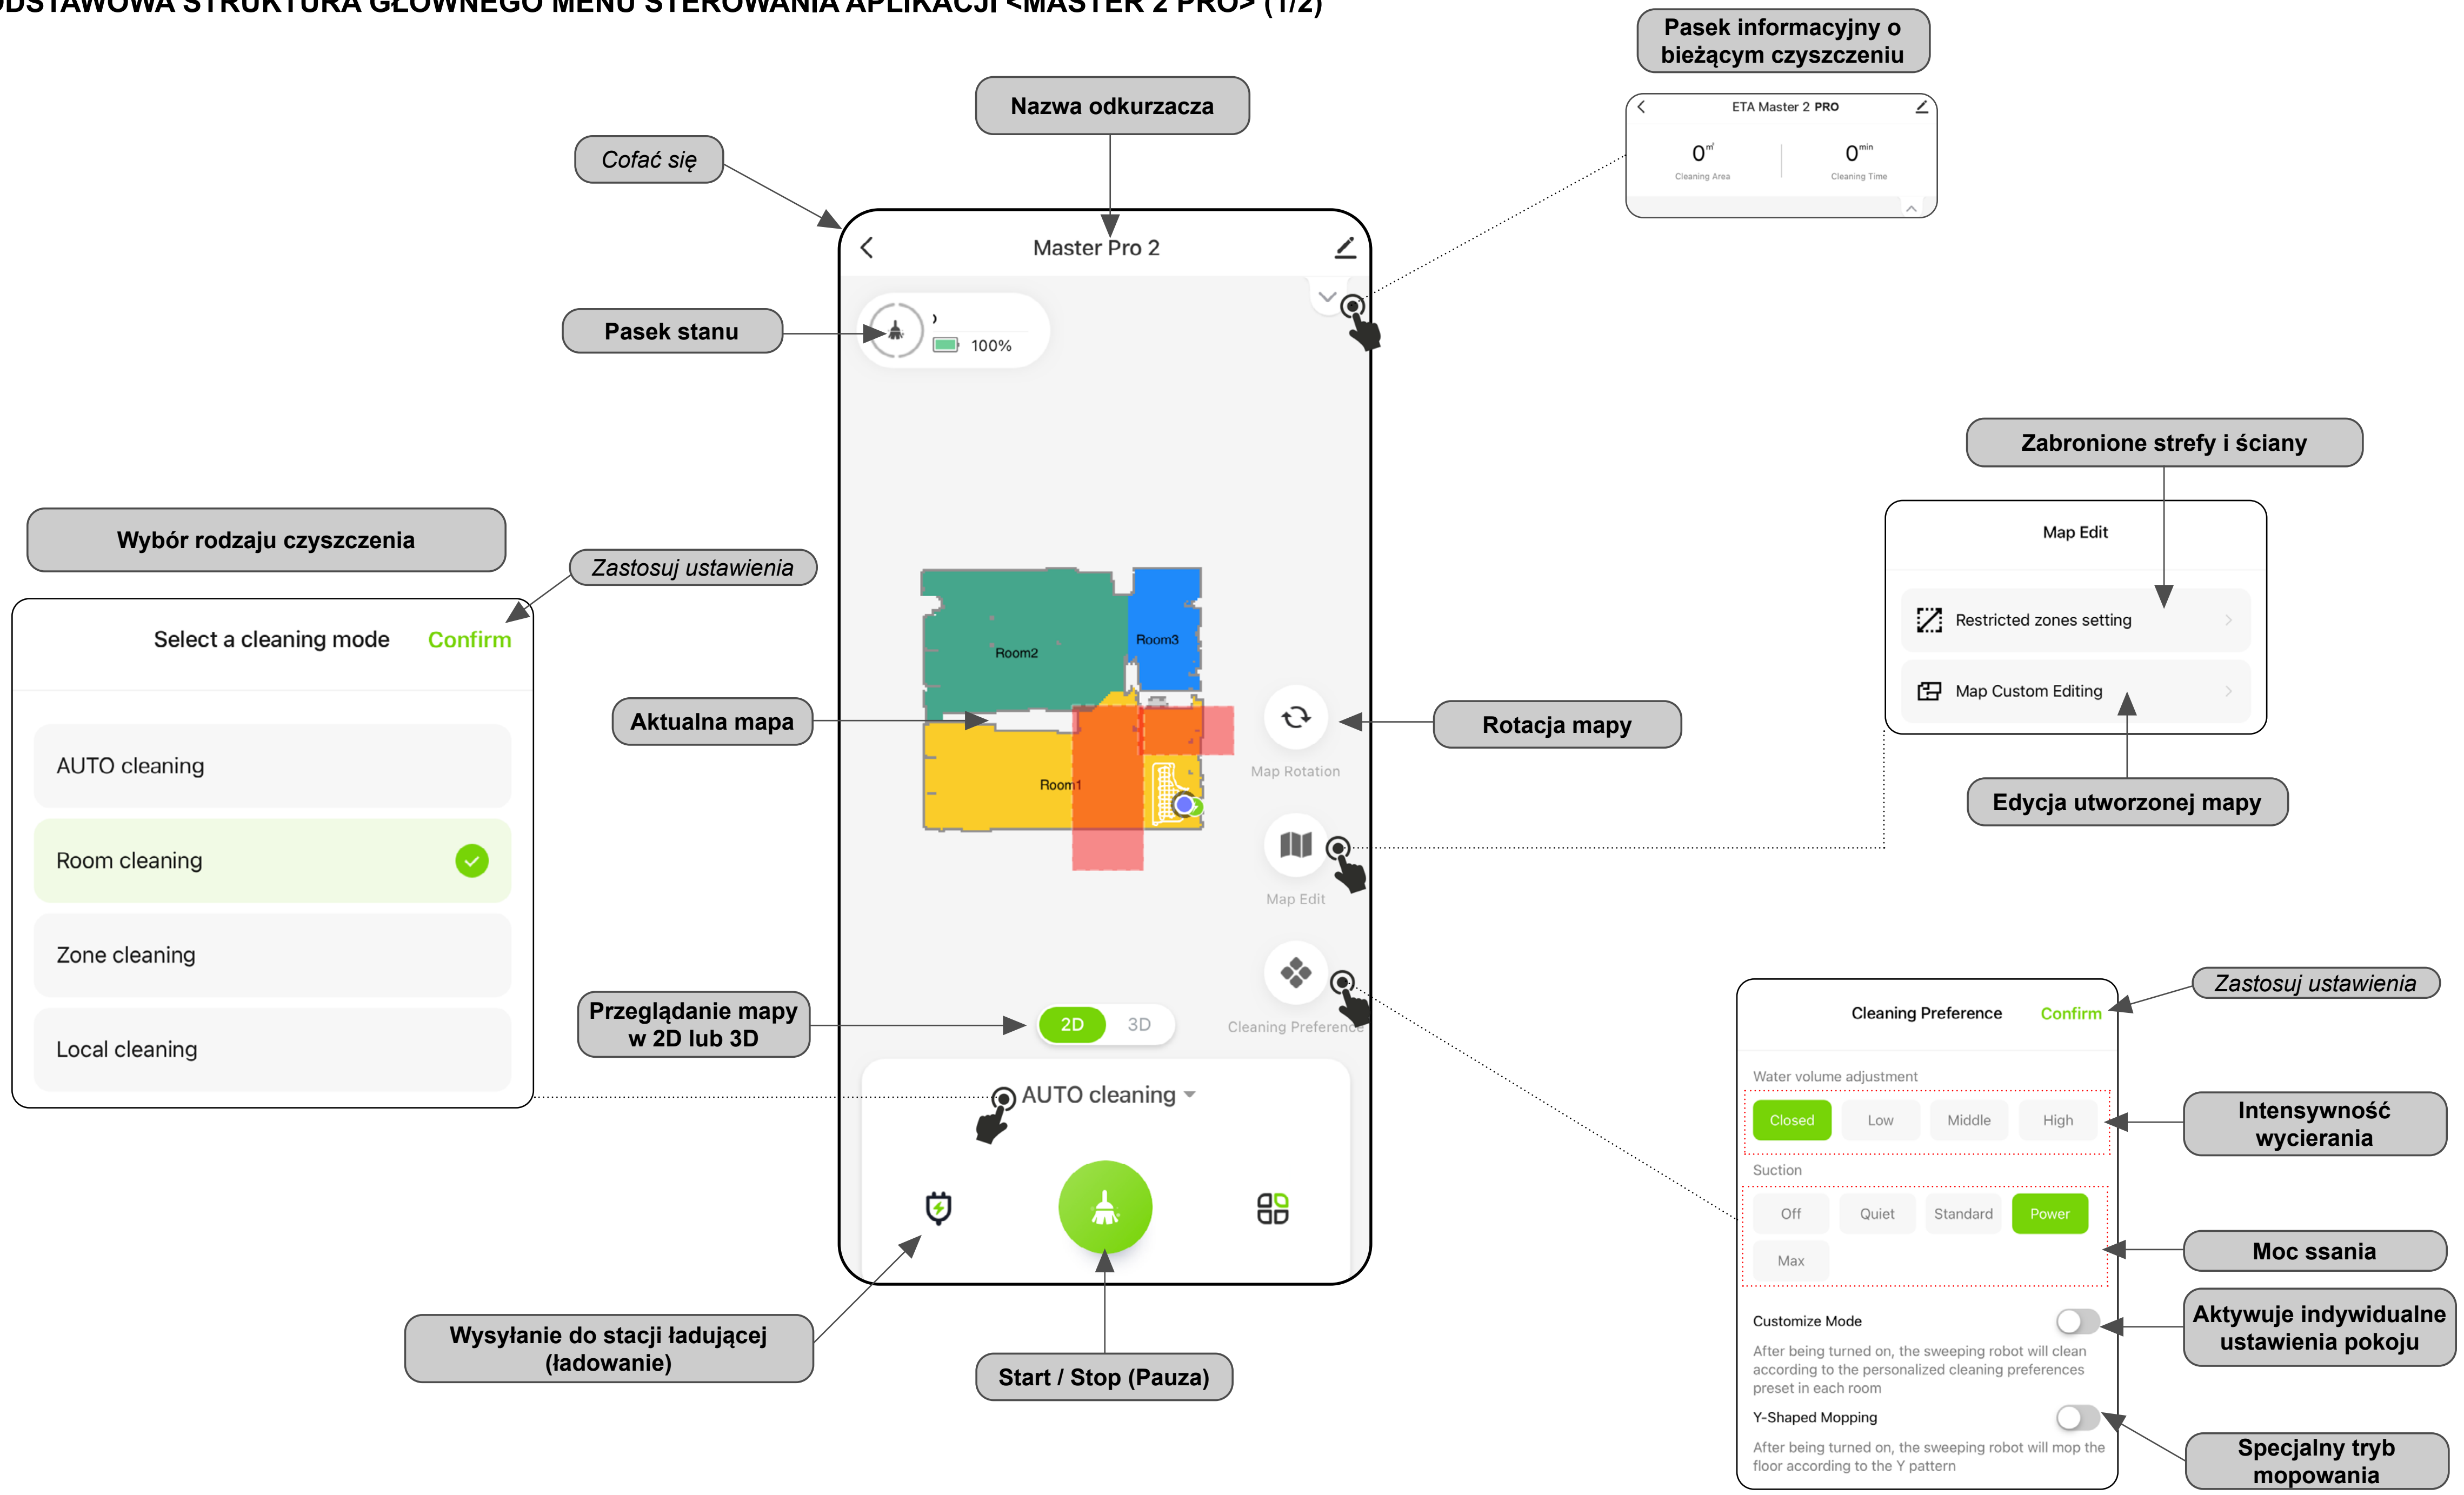 ODSTAWOWA STRUKTURA GŁÓWNEGO MENU STEROWANIA APLIKACJI <MASTER 2 PRO> (1/2)
Pasek informacyjny o
bieżącym czyszczeniu
ETA Master 2 PRO
0㎡
0min
Cleaning Area
Cleaning Time
Nazwa odkurzacza
Cofać się
Master Pro 2
Pasek stanu
100%
Zabronione strefy i ściany
Map Edit
Restricted zones setting
Map Custom Editing
Edycja utworzonej mapy
Wybór rodzaju czyszczenia
Zastosuj ustawienia
Select a cleaning mode
Confirm
AUTO cleaning
Room cleaning
Zone cleaning
Local cleaning
Room2
Room3
Room1
Aktualna mapa
Rotacja mapy
Map Rotation
Map Edit
Cleaning Preference
Przeglądanie mapy
w 2D lub 3D
2D
3D
AUTO cleaning
Wysyłanie do stacji ładującej
(ładowanie)
Start / Stop (Pauza)
Zastosuj ustawienia
Cleaning Preference
Confirm
Water volume adjustment
Closed
Low
Middle
High
Intensywność
wycierania
Suction
Off
Quiet
Standard
Power
Max
Moc ssania
Customize Mode
After being turned on, the sweeping robot will clean
according to the personalized cleaning preferences
preset in each room
Aktywuje indywidualne
ustawienia pokoju
Y-Shaped Mopping
After being turned on, the sweeping robot will mop the
floor according to the Y pattern
Specjalny tryb
mopowania